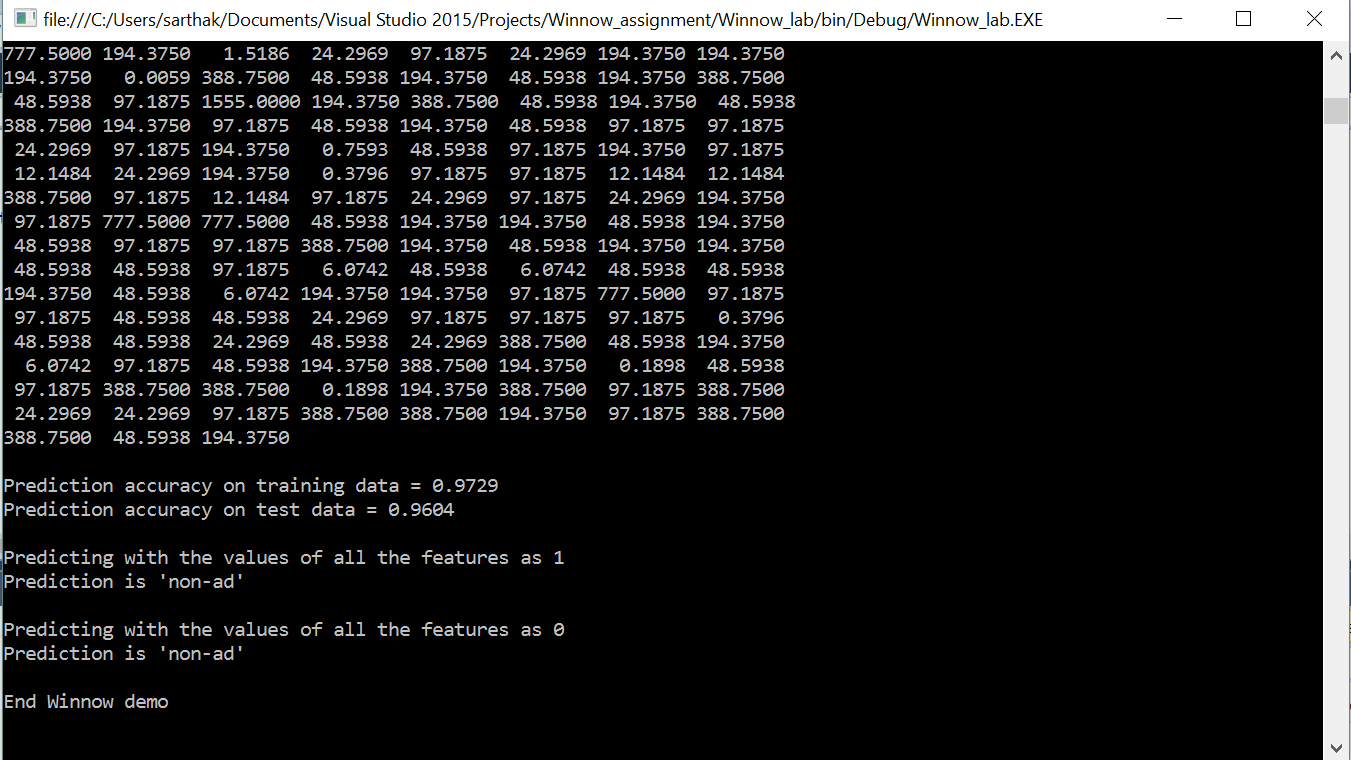 file:///C:/Users/sarthak/Documents/Visual Studio 2015/Projects/Winnow_assignment/Winnow_lab/bin/Debug/Winnow_lab.EXE
777.5000 194.3750 1.5186 24.2969 97.1875 24.2969 194.3750 194.3750
194.3750 0.0059 388.7500 48.5938 194.3750 48.5938 194.3750 388.7500
48.5938 97.1875 1555.0000 194.3750 388.7500 48.5938 194.3750 48.5938
388.7500 194.3750 97.1875 48.5938 194.3750 48.5938 97.1875 97.1875
24.2969 97.1875 194.3750 0.7593 48.5938 97.1875 194.3750 97.1875
12.1484 24.2969 194.3750 0.3796 97.1875 97.1875 12.1484 12.1484
388.7500 97.1875 12.1484 97.1875 24.2969 97.1875 24.2969 194.3750
97.1875 777.5000 777.5000 48.5938 194.3750 194.3750 48.5938 194.3750
48.5938 97.1875 97.1875 388.7500 194.3750 48.5938 194.3750 194.3750
48.5938 48.5938 97.1875 6.0742 48.5938 6.0742 48.5938 48.5938
194.3750 48.5938 6.0742 194.3750 194.3750 97.1875 777.5000 97.1875
97.1875 48.5938 48.5938 24.2969 97.1875 97.1875 97.1875 0.3796
48.5938 48.5938 24.2969 48.5938 24.2969 388.7500 48.5938 194.3750
6.0742 97.1875 48.5938 194.3750 388.7500 194.3750 0.1898 48.5938
97.1875 388.7500 388.7500 0.1898 194.3750 388.7500 97.1875 388.7500
24.2969 24.2969 97.1875 388.7500 388.7500 194.3750 97.1875 388.7500
388.7500 48.5938 194.3750
Prediction accuracy on training data = 0.9729
Prediction accuracy on test data = 0.9604
Predicting with the values of all the features as 1
Prediction is 'non-ad'
Predicting with the values of all the features as 0
Prediction is 'non-ad'
End Winnow demo